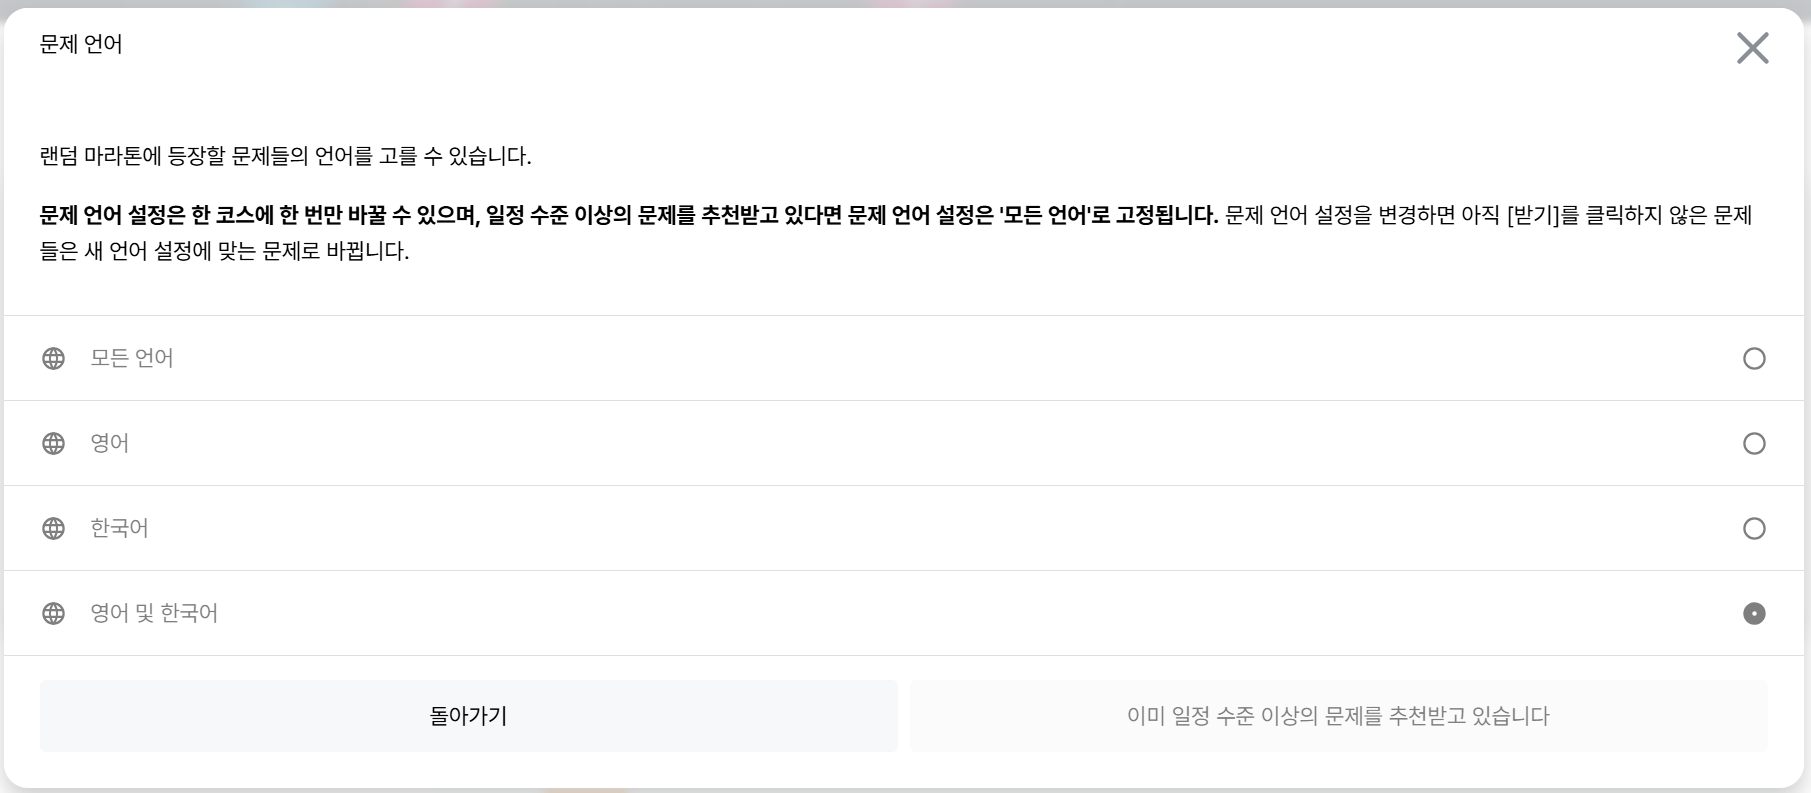 문제 언어
랜덤 마라톤에 등장할 문제들의 언어를 고를 수 있습니다.
문제 언어 설정은 한 코스에 한 번만 바꿀 수 있으며, 일정 수준 이상의 문제를 추천받고 있다면 문제 언어 설정은 '모든 언어'로 고정됩니다. 문제 언어 설정을 변경하면 아직 [받기]를 클릭하지 않은 문제
들은 새 언어 설정에 맞는 문제로 바뀝니다.
모든 언어
영어
한국어
영어 및 한국어
돌아가기
이미 일정 수준 이상의 문제를 추천받고 있습니다